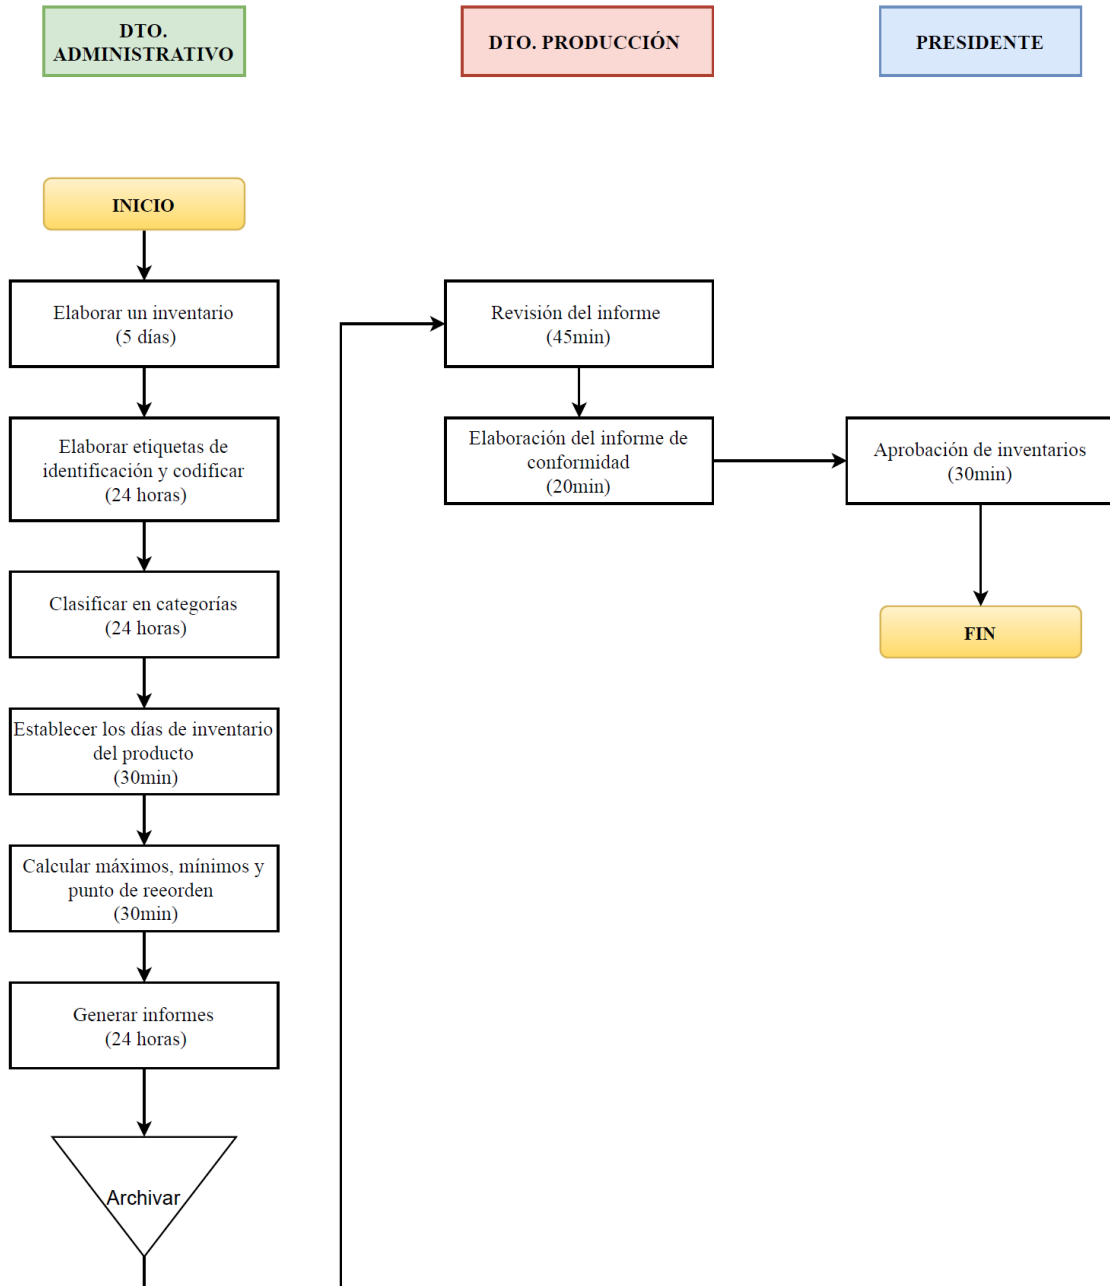 DTO.
ADMINISTRATIVO
DTO. PRODUCCIÓN
PRESIDENTE
INICIO
Elaborar un inventario
(5 días)
Elaborar etiquetas de
identificación y codificar
(24 horas)
Clasificar en categorías
(24 horas)
Establecer los días de inventario
del producto
(30min)
Calcular máximos, mínimos y
punto de reeorden
(30min)
Generar informes
(24 horas)
Archivar
Revisión del informe
(45min)
Elaboración del informe de
conformidad
(20min)
Aprobación de inventarios
(30min)
FIN